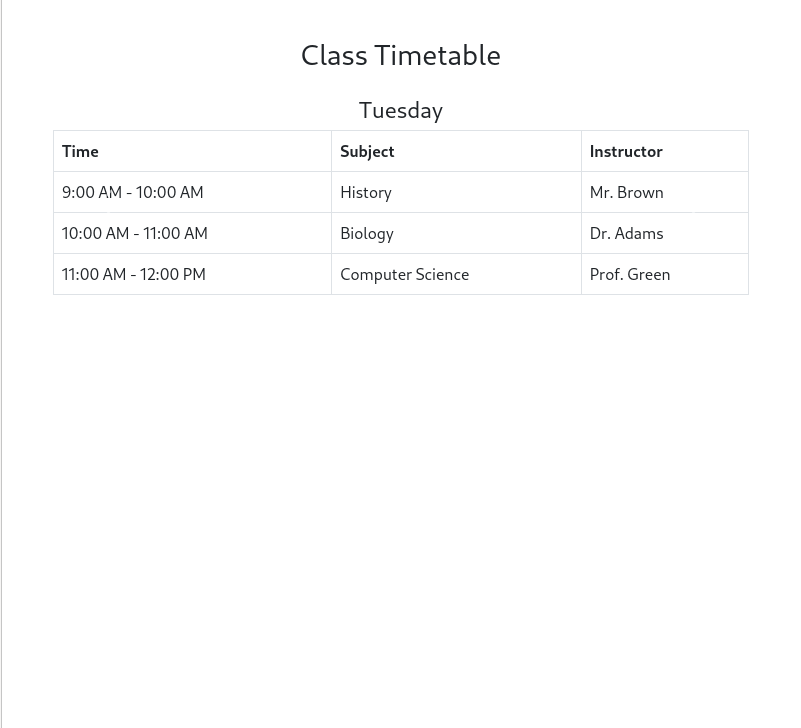 Class Timetable
Tuesday
Time Subject Instructor
9:00 AM - 10:00 AM History Mr. Brown
10:00 AM - 11:00 AM Biology Dr. Adams
11:00 AM - 12:00 PM Computer Science Prof. Green